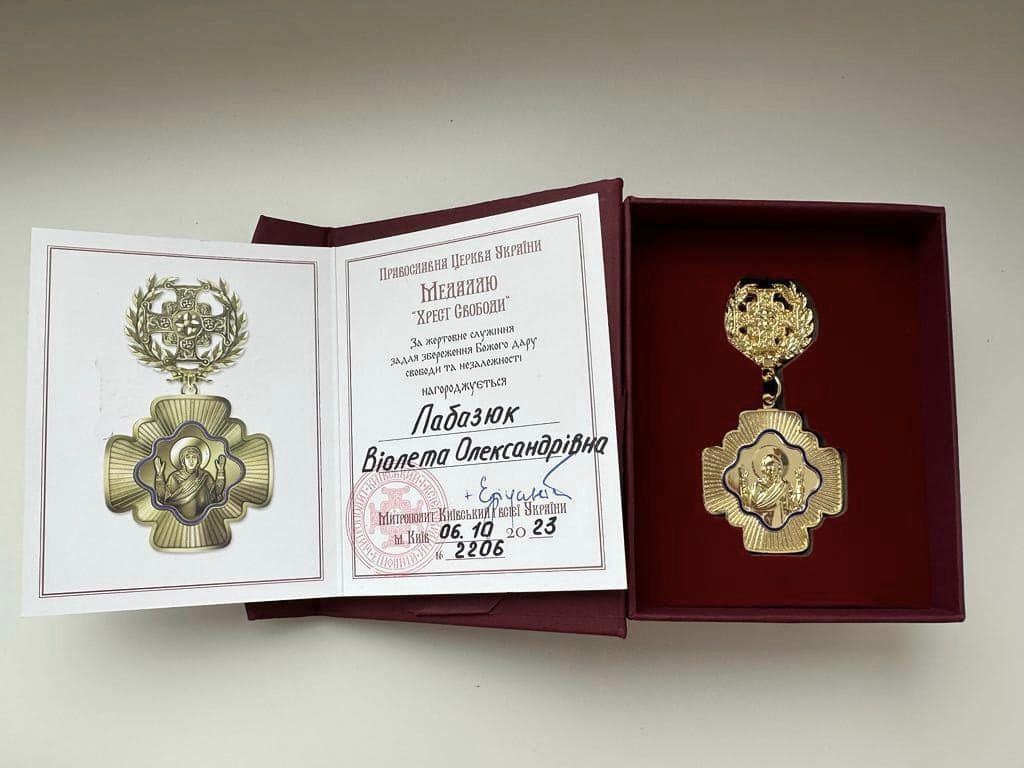 Православна Церква України
Медаллю
"Хрест Свободи"
За жертовне служіння
задля збереження Божого дару
свободи та незалежності
нагороджується
Лабазюк
Віолета Олександрівна
Митрополит Київський і всієї України
м. Київ 06.10 2023
№ 2206